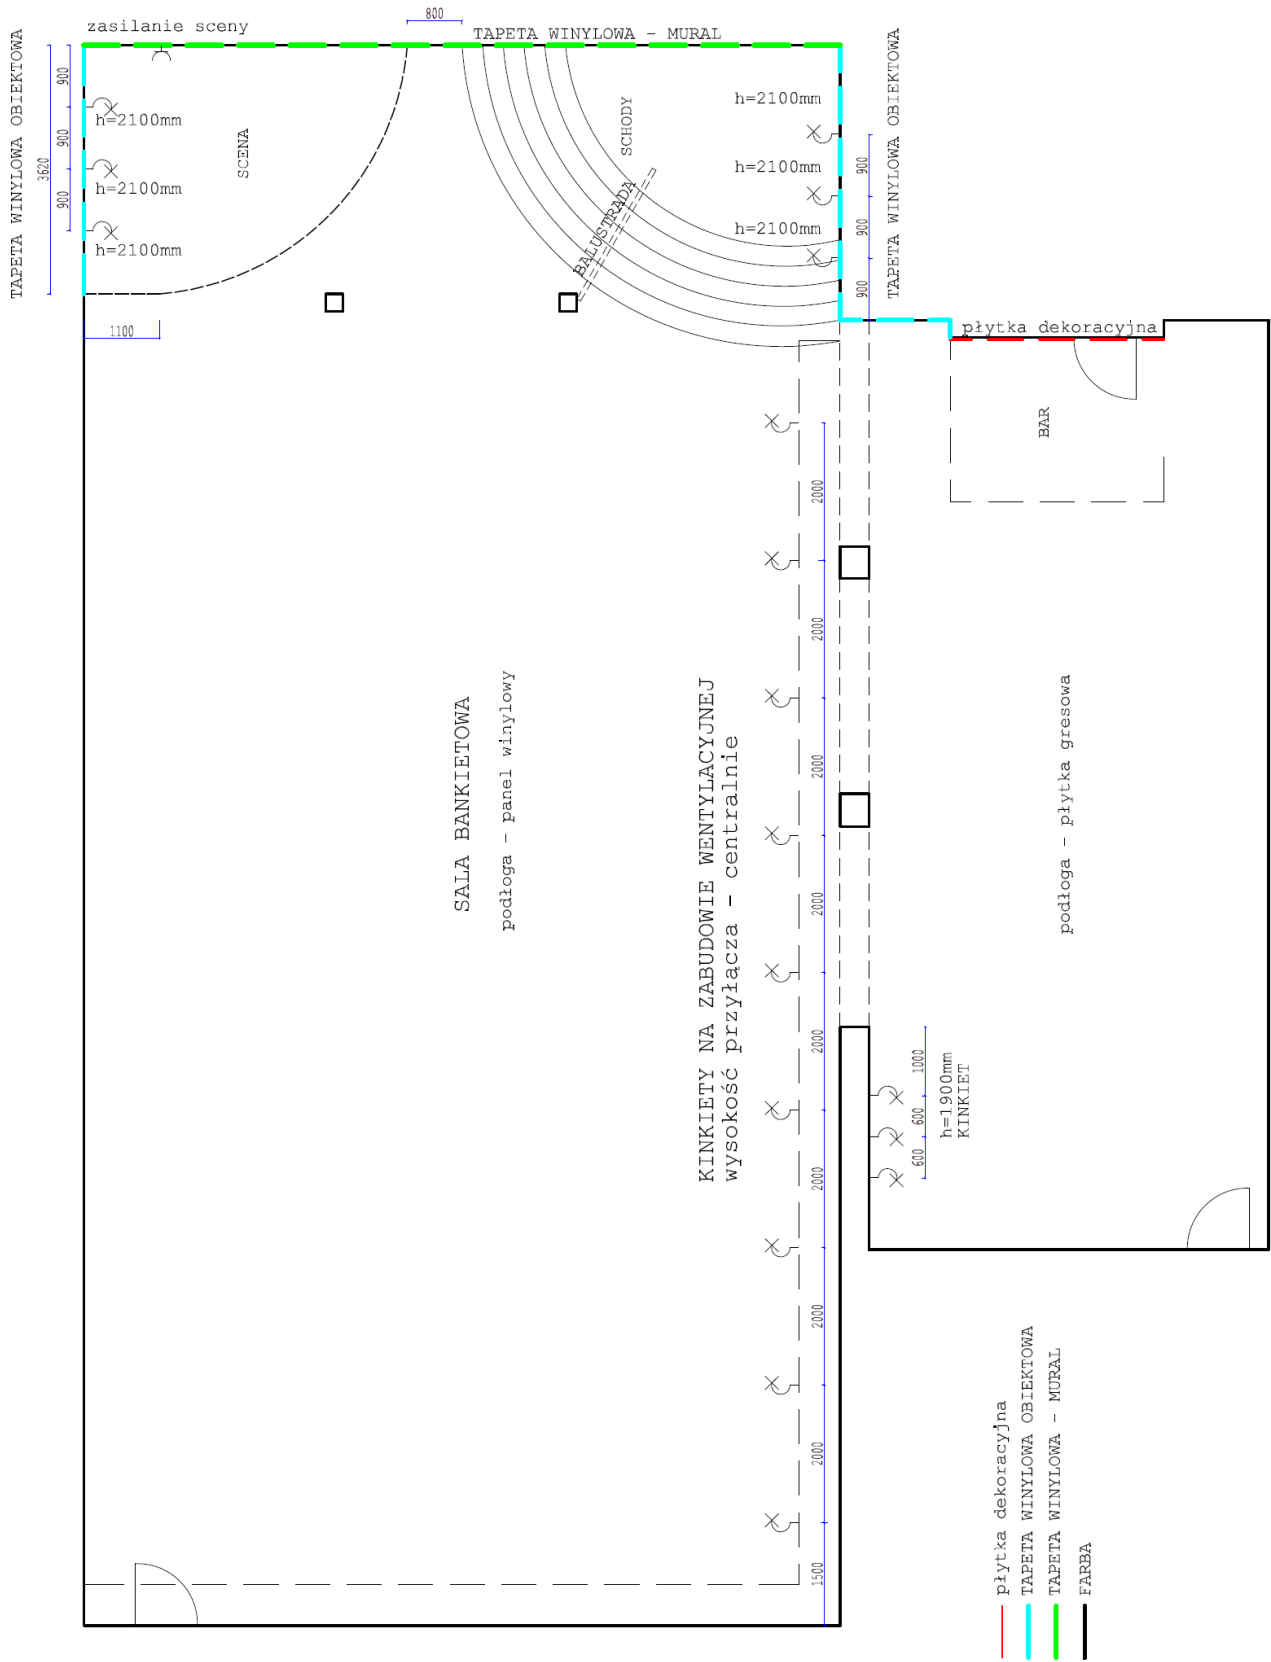 zasilanie sceny
800
TAPETA WINYLOWA - MURAL
TAPETA WINYLOWA OBIEKTOWA
3620
900
900
900
h=2100mm
h=2100mm
h=2100mm
SCENA
1100
SCHODY
BALUSTRADA
h=2100mm
h=2100mm
h=2100mm
900
900
900
TAPETA WINYLOWA OBIEKTOWA
płytka dekoracyjna
BAR
2000
2000
2000
2000
2000
2000
2000
2000
1500
SALA BANKIETOWA
podłoga - panel winylowy
KINKIETY NA ZABUDOWIE WENTYLACYJNEJ
wysokość przyłącza - centralnie
podłoga - płytka gresowa
1000
600
600
h=1900mm
KINKIET
płytka dekoracyjna
TAPETA WINYLOWA OBIEKTOWA
TAPETA WINYLOWA - MURAL
FARBA